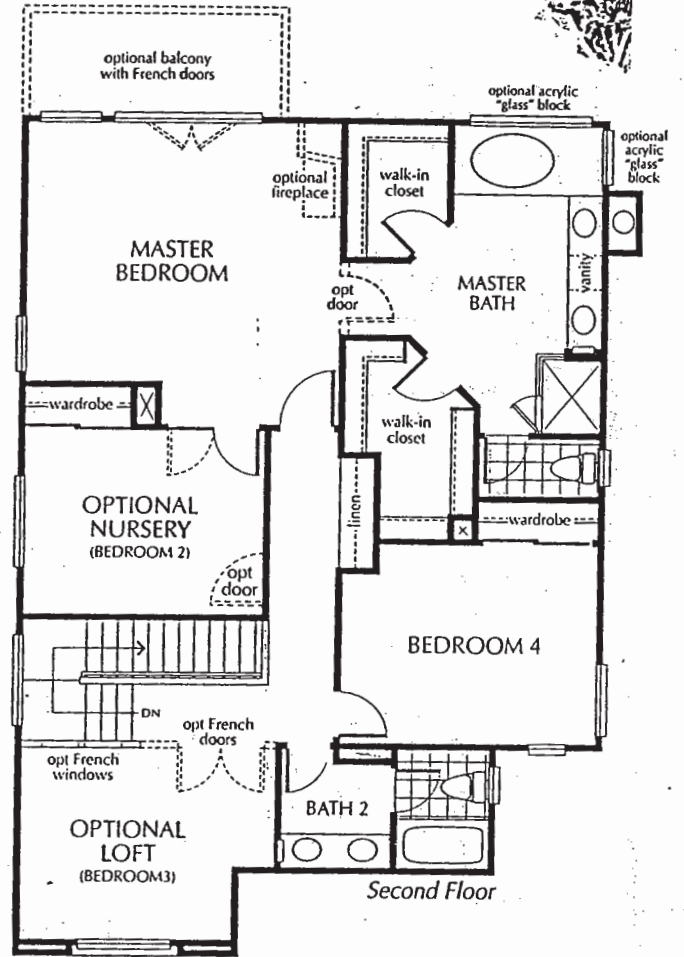 optional balcony
with French doors
optional acrylic
"glass" block
optional
acrylic
"glass"
block
optional
fireplace
walk-in
closet
MASTER
BEDROOM
opt
door
MASTER
BATH
vanity
wardrobe
walk-in
closet
OPTIONAL
NURSERY
(BEDROOM 2)
linen
wardrobe
opt
door
BEDROOM 4
DN
opt French
doors
opt French
windows
BATH 2
OPTIONAL
LOFT
(BEDROOM3)
Second Floor